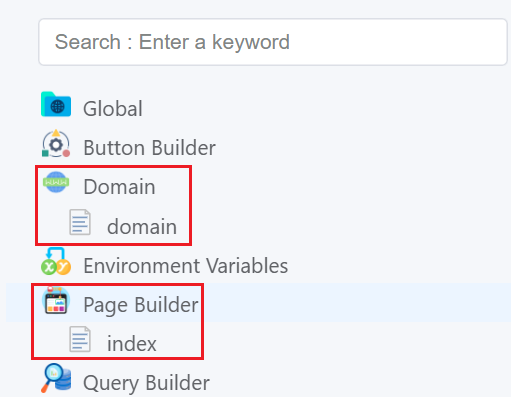 Search : Enter a keyword
Global
Button Builder
Domain
domain
Environment Variables
Page Builder
index
Query Builder